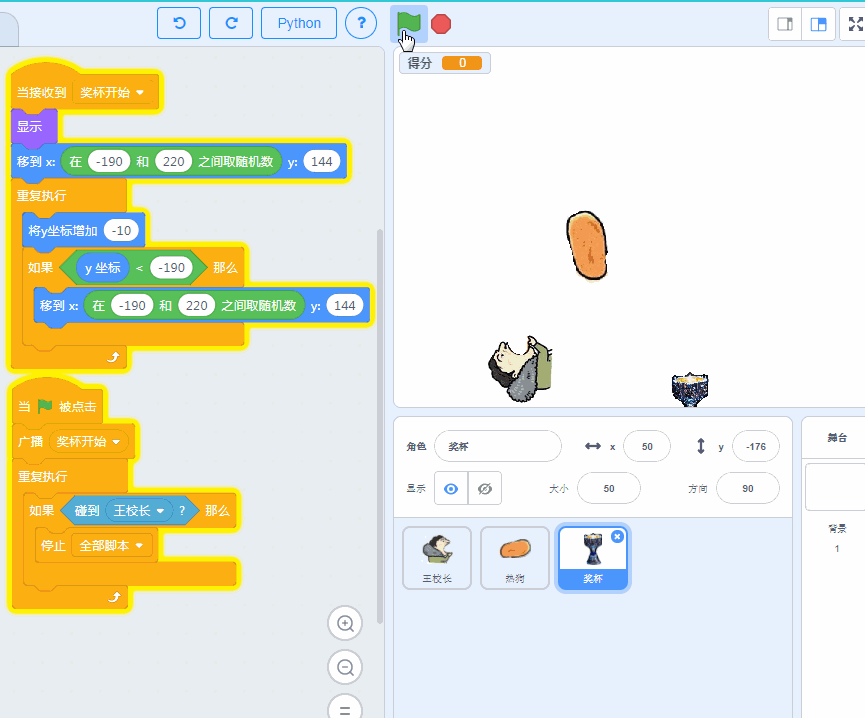 Python
?
得分 0
当接收到 奖杯开始
显示
移到 x: 在 -190 和 220 之间取随机数 y: 144
重复执行
将y坐标增加 -10
如果 y 坐标 < -190 那么
移到 x: 在 -190 和 220 之间取随机数 y: 144
当 被点击
广播 奖杯开始
重复执行
如果 碰到 王校长 ? 那么
停止 全部脚本
角色 奖杯 x 50 y -176
显示 大小 50 方向 90
王校长 热狗 奖杯
舞台
背景
1